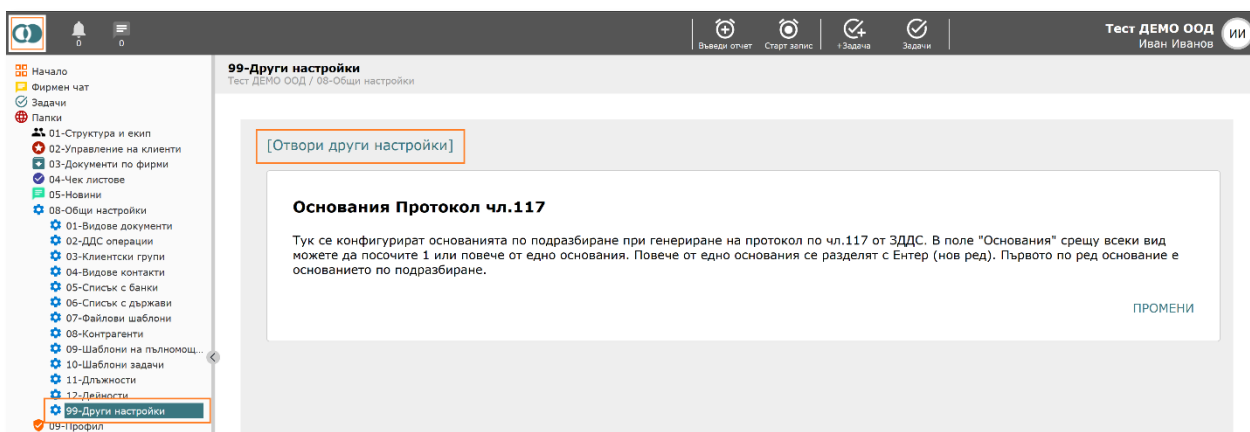 0
0
Въведи отчет
Старт запис
+Задача
Задачи
Тест ДЕМО ООД
Иван Иванов
ИИ
Начало
Фирмен чат
Задачи
Папки
01-Структура и екип
02-Управление на клиенти
03-Документи по фирми
04-Чек листове
05-Новини
08-Общи настройки
01-Видове документи
02-ДДС операции
03-Клиентски групи
04-Видове контакти
05-Списък с банки
06-Списък с държави
07-Файлови шаблони
08-Контрагенти
09-Шаблони на пълномощ...
10-Шаблони задачи
11-Длъжности
12-Дейности
99-Други настройки
09-Профил
99-Други настройки
Тест ДЕМО ООД / 08-Общи настройки
[Отвори други настройки]
Основания Протокол чл.117
Тук се конфигурират основанията по подразбиране при генериране на протокол по чл.117 от ЗДДС. В поле "Основания" срещу всеки вид
можете да посочите 1 или повече от едно основания. Повече от едно основания се разделят с Ентер (нов ред). Първото по ред основание е
основанието по подразбиране.
ПРОМЕНИ